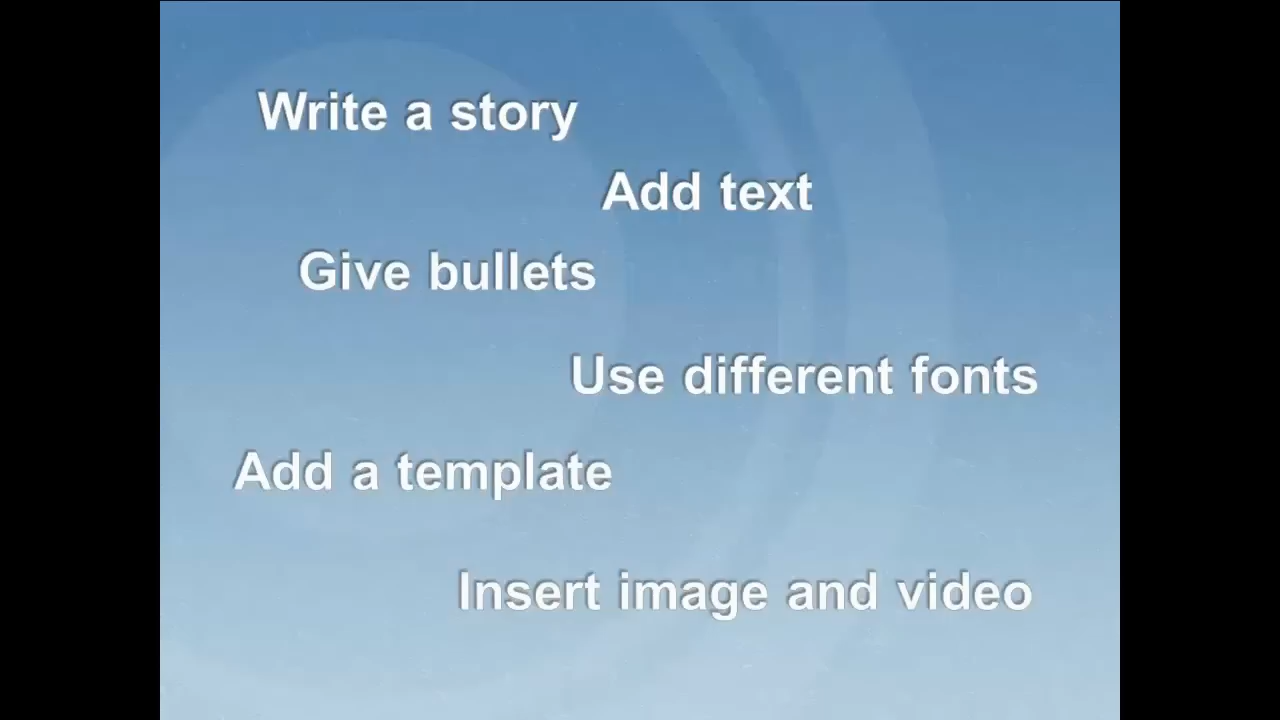 Write a story
Add text
Give bullets
Use different fonts
Add a template
Insert image and video